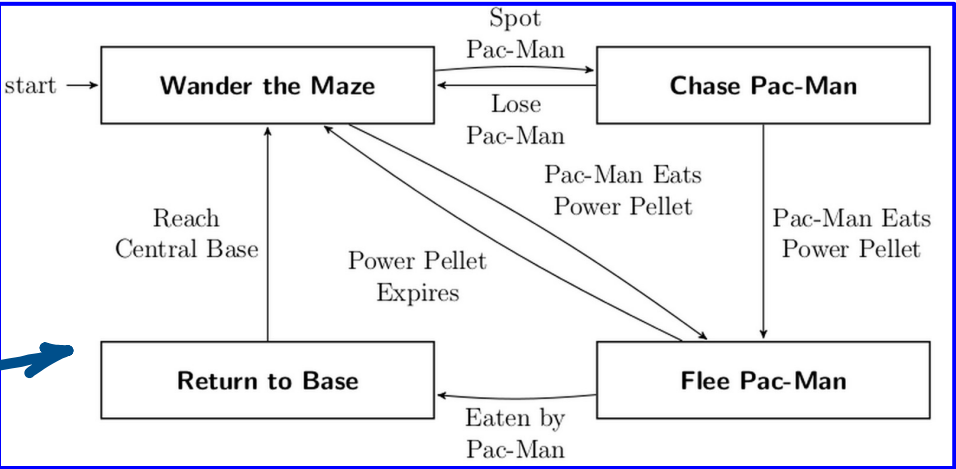 Spot
Pac-Man
start
Wander the Maze
Chase Pac-Man
Lose
Pac-Man
Pac-Man Eats
Power Pellet
Pac-Man Eats
Power Pellet
Reach
Central Base
Power Pellet
Expires
Return to Base
Flee Pac-Man
Eaten by
Pac-Man